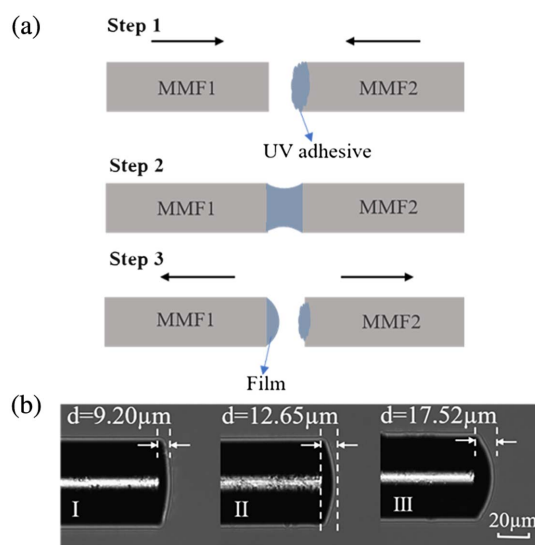 (a)
Step 1
MMF1
MMF2
UV adhesive
Step 2
MMF1
MMF2
Step 3
MMF1
MMF2
Film
(b)
d=9.20μm
d=12.65μm
d=17.52μm
I
II
III
20μm